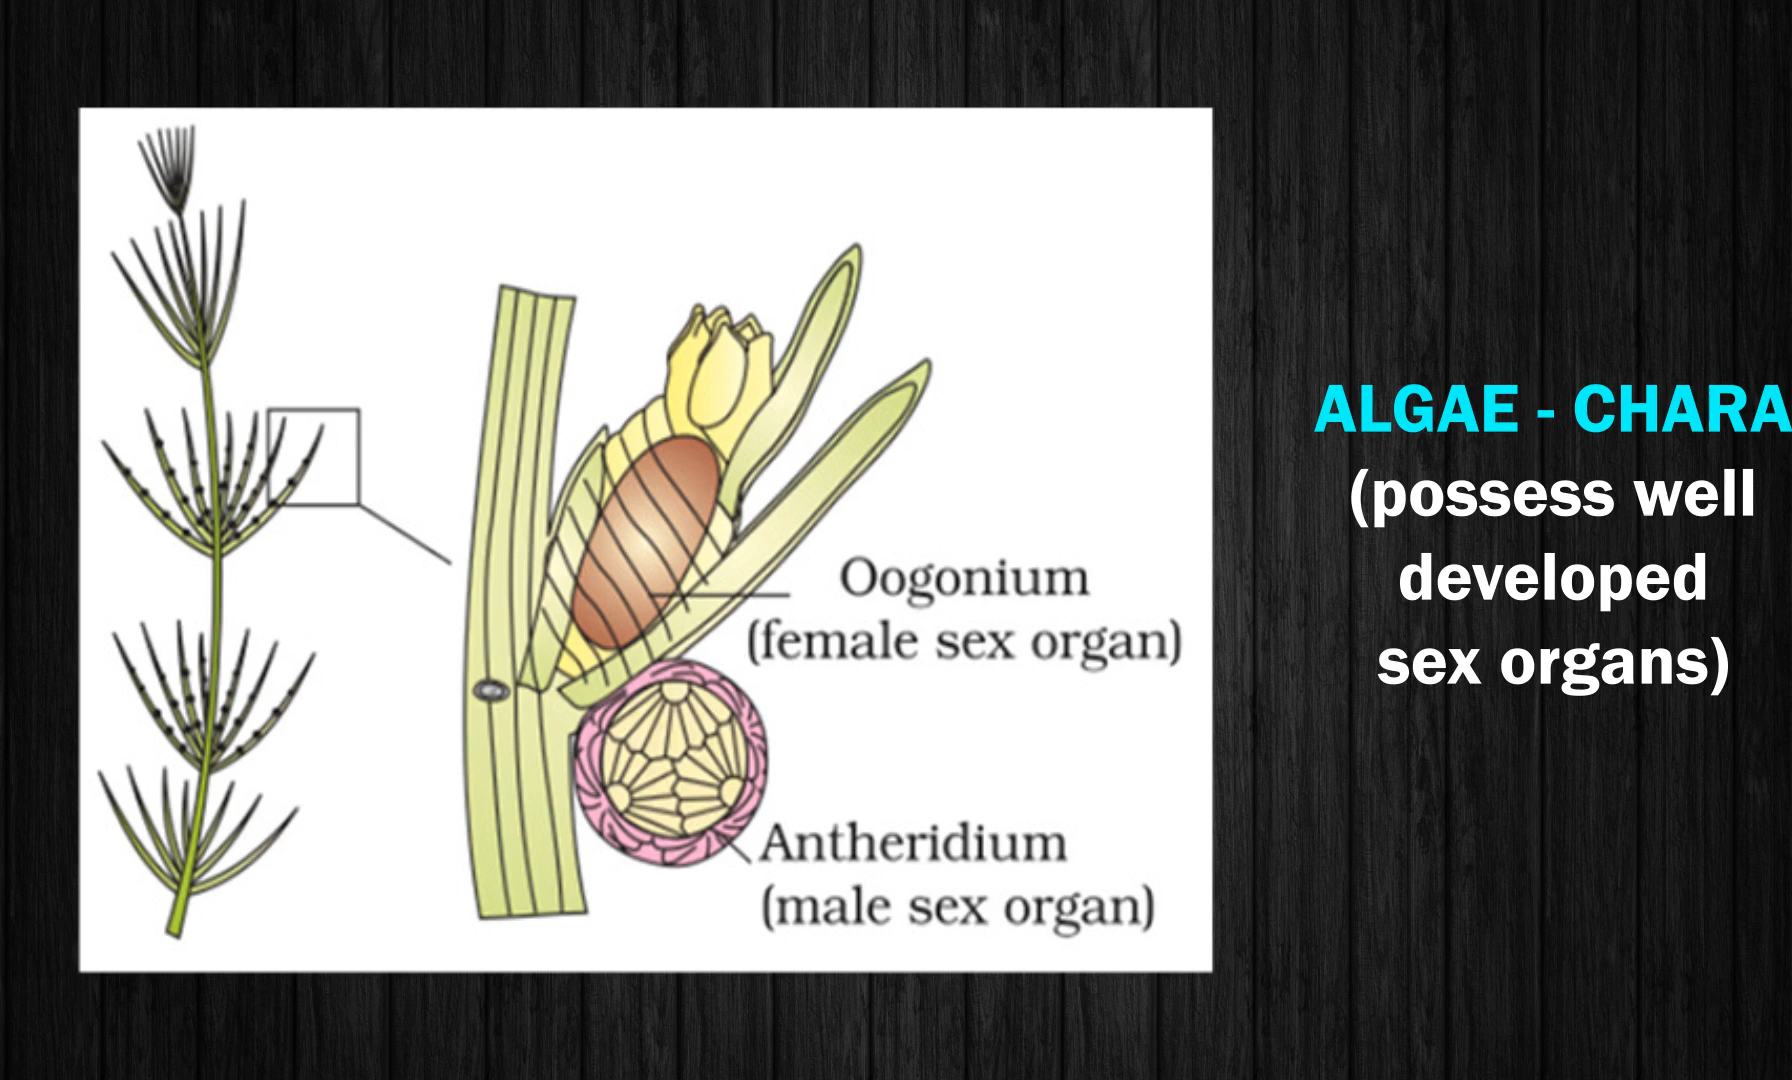 Oogonium
(female sex organ)
Antheridium
(male sex organ)
ALGAE - CHARA
(possess well
developed
sex organs)